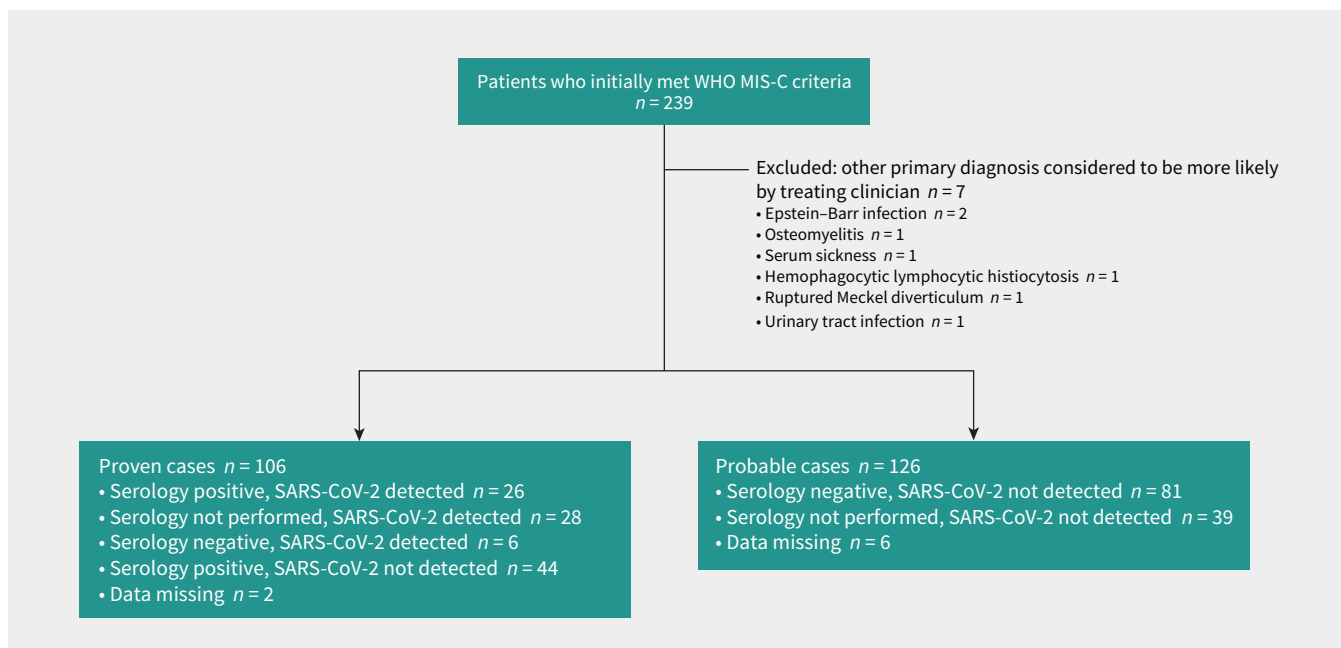 Patients who initially met WHO MIS-C criteria
n = 239
Excluded: other primary diagnosis considered to be more likely
by treating clinician n = 7
• Epstein–Barr infection n = 2
• Osteomyelitis n = 1
• Serum sickness n = 1
• Hemophagocytic lymphocytic histiocytosis n = 1
• Ruptured Meckel diverticulum n = 1
• Urinary tract infection n = 1
Proven cases n = 106
• Serology positive, SARS-CoV-2 detected n = 26
• Serology not performed, SARS-CoV-2 detected n = 28
• Serology negative, SARS-CoV-2 detected n = 6
• Serology positive, SARS-CoV-2 not detected n = 44
• Data missing n = 2
Probable cases n = 126
• Serology negative, SARS-CoV-2 not detected n = 81
• Serology not performed, SARS-CoV-2 not detected n = 39
• Data missing n = 6